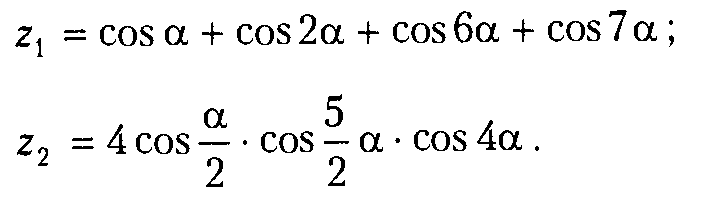 z₁ = cos α + cos 2α + cos 6α + cos 7α ;
z₂ = 4 cos α/2 · cos 5/2 α · cos 4α .